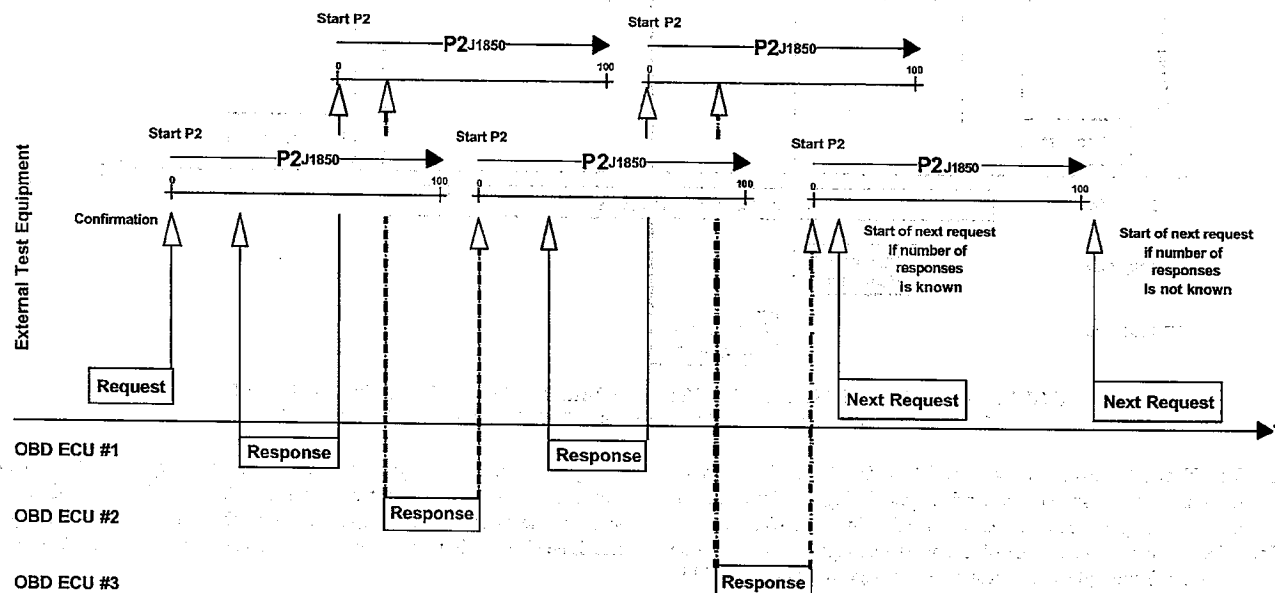 Start P2
Start P2
P2J1850
P2J1850
0
100
0
100
Start P2
Start P2
Start P2
P2J1850
P2J1850
P2J1850
0
100
0
100
0
100
External Test Equipment
Confirmation
Start of next request
if number of
responses
is known
Start of next request
if number of
responses
is not known
Request
Next Request
Next Request
OBD ECU #1
Response
Response
OBD ECU #2
Response
OBD ECU #3
Response